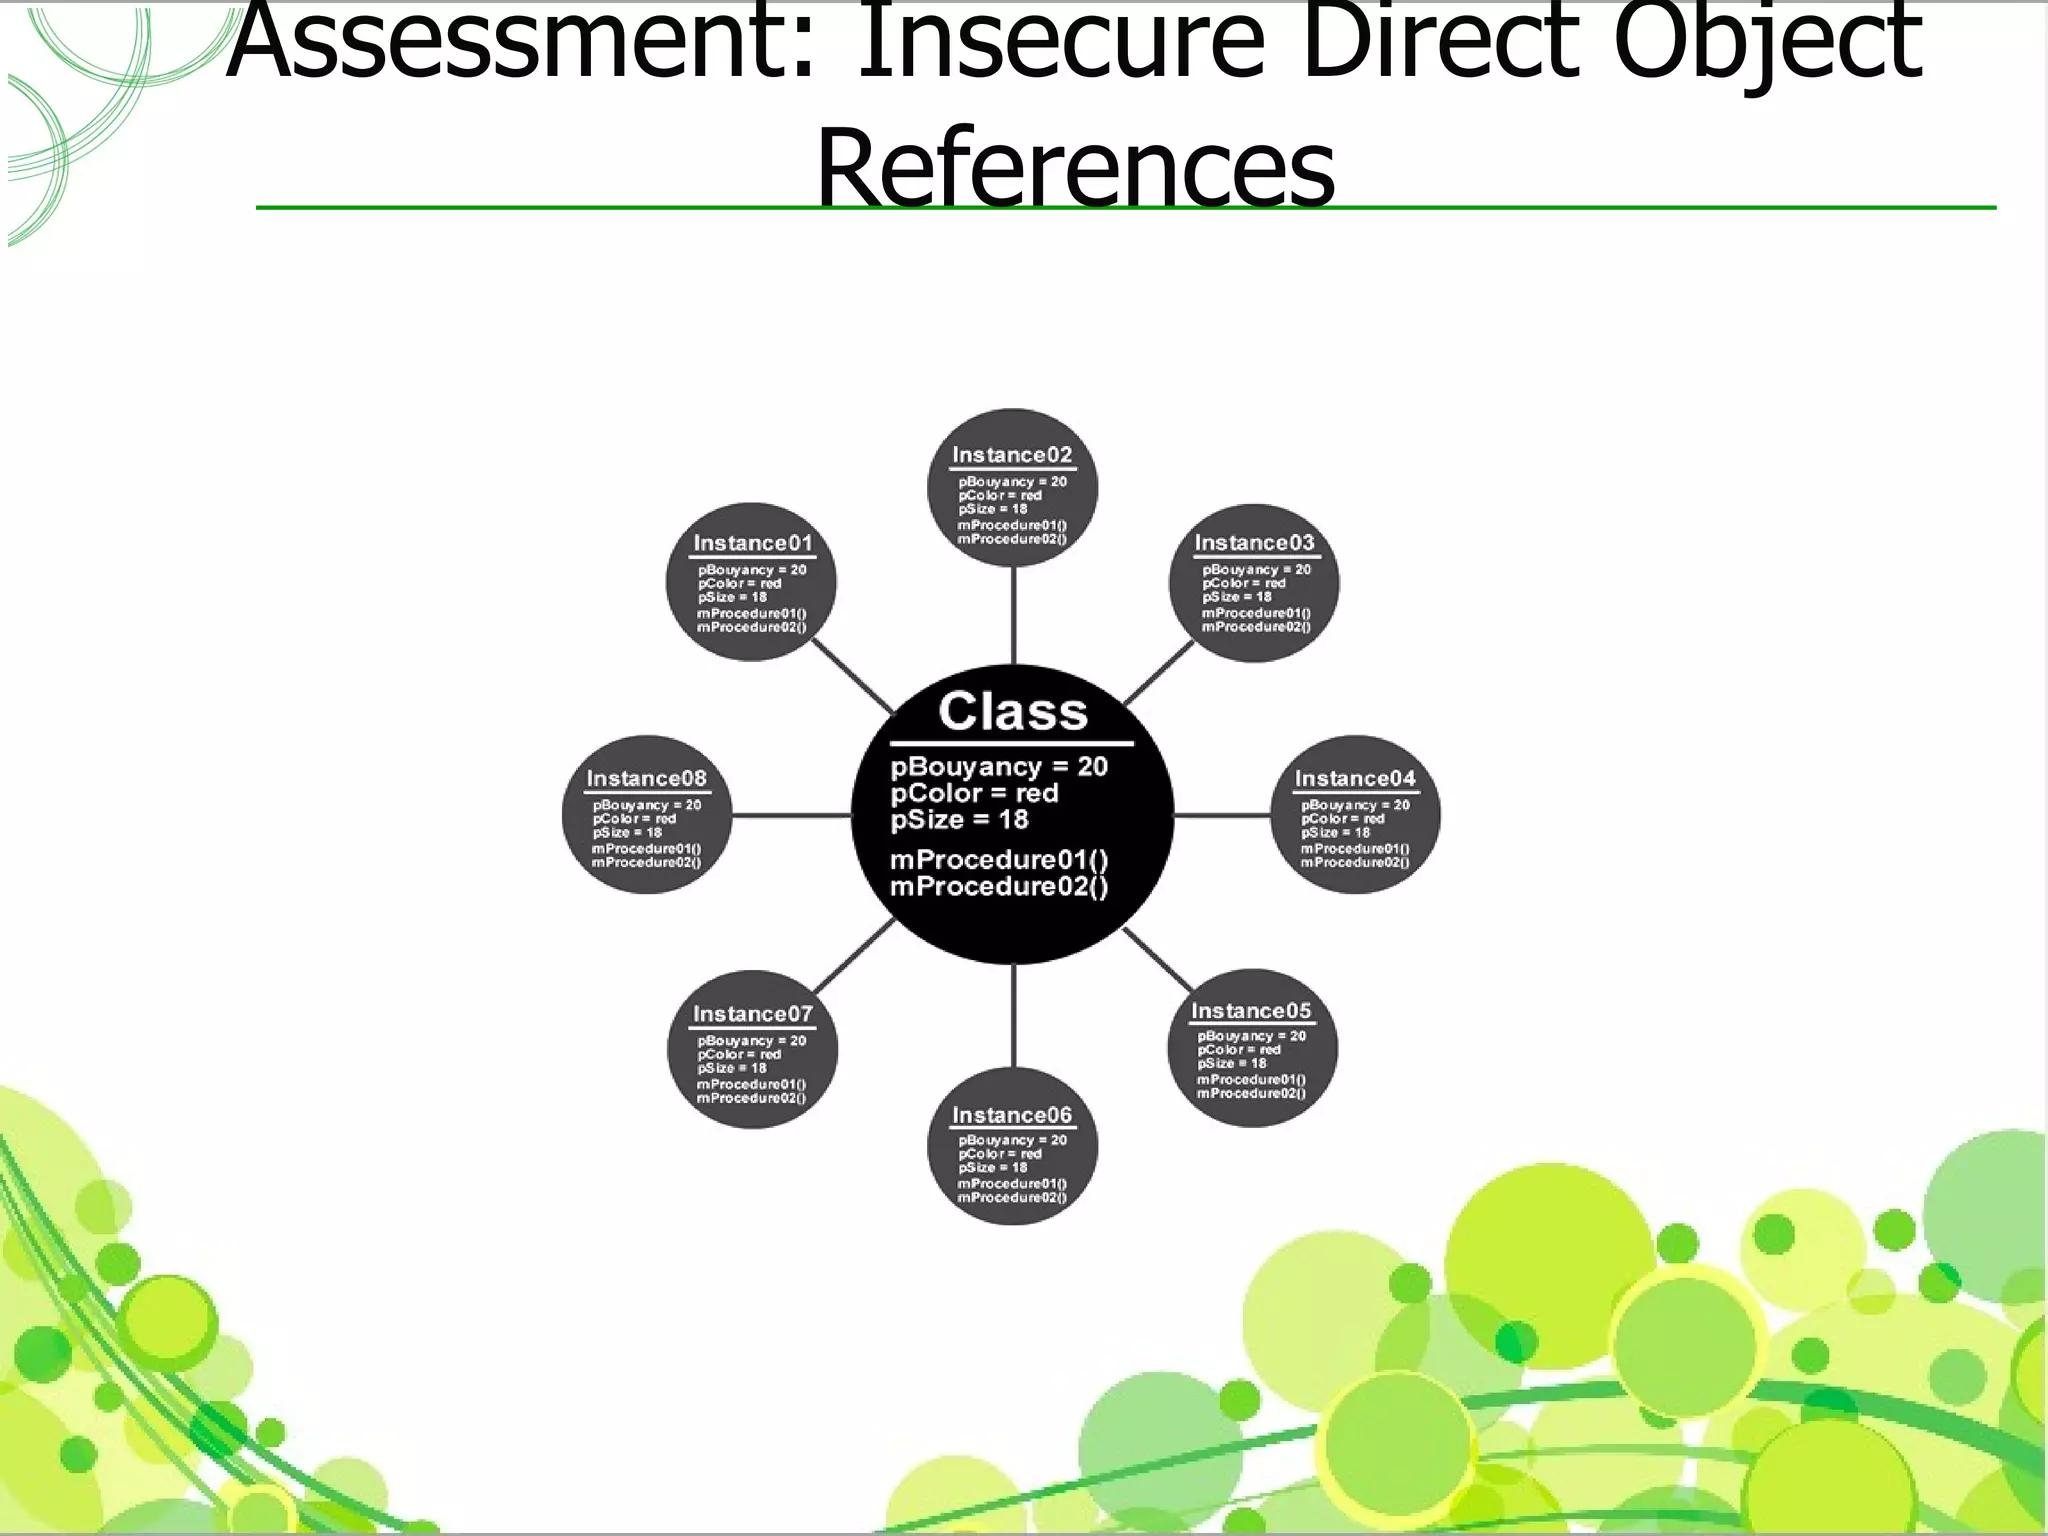 Assessment: Insecure Direct Object
References
Instance02
pBouyancy = 20
pColor = red
pSize = 18
mProcedure01()
mProcedure02()
Instance01
pBouyancy = 20
pColor = red
pSize = 18
mProcedure01()
mProcedure02()
Instance03
pBouyancy = 20
pColor = red
pSize = 18
mProcedure01()
mProcedure02()
Class
pBouyancy = 20
pColor = red
pSize = 18
mProcedure01()
mProcedure02()
Instance08
pBouyancy = 20
pColor = red
pSize = 18
mProcedure01()
mProcedure02()
Instance04
pBouyancy = 20
pColor = red
pSize = 18
mProcedure01()
mProcedure02()
Instance07
pBouyancy = 20
pColor = red
pSize = 18
mProcedure01()
mProcedure02()
Instance05
pBouyancy = 20
pColor = red
pSize = 18
mProcedure01()
mProcedure02()
Instance06
pBouyancy = 20
pColor = red
pSize = 18
mProcedure01()
mProcedure02()